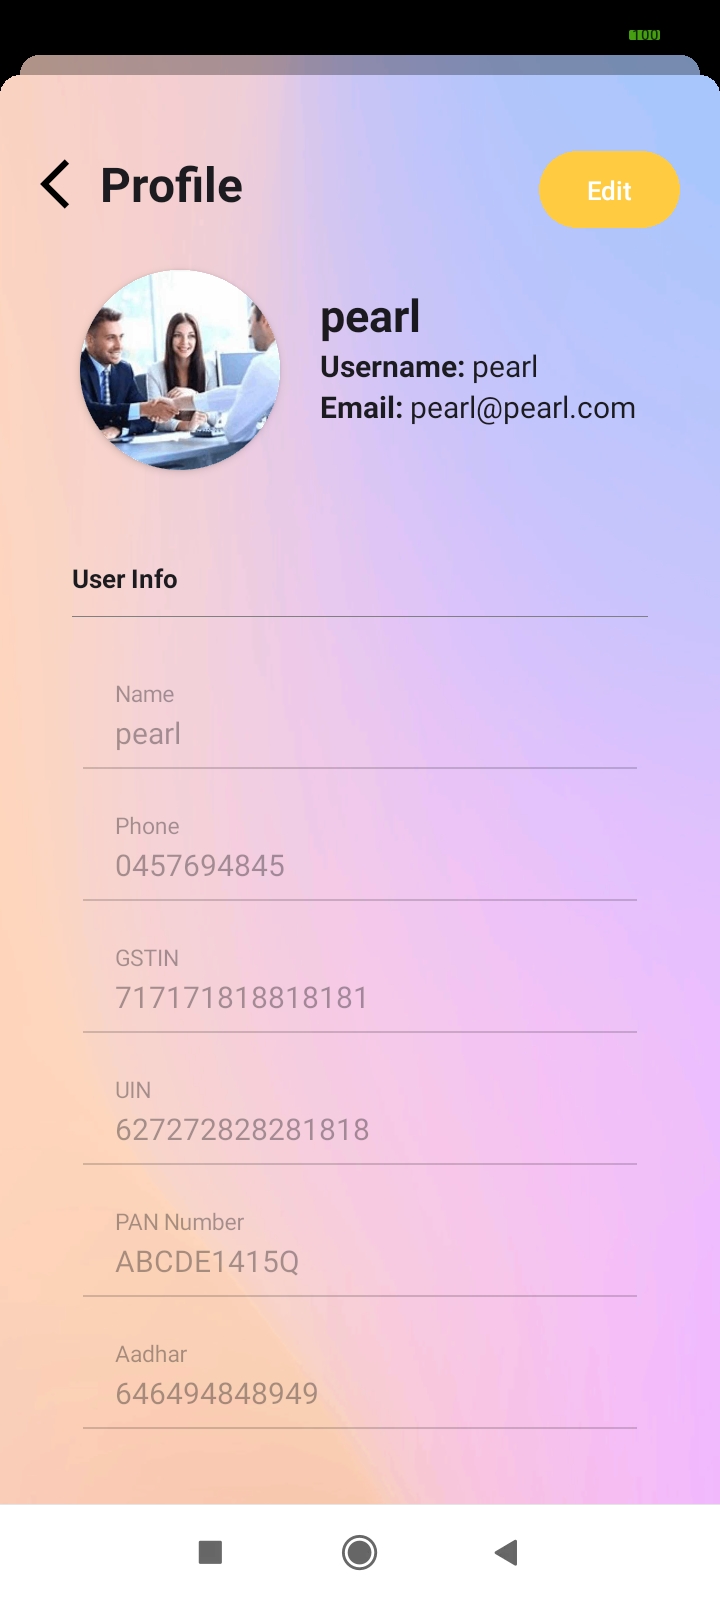 100
Profile
Edit
pearl
Username: pearl
Email: pearl@pearl.com
User Info
Name
pearl
Phone
0457694845
GSTIN
717171818818181
UIN
627272828281818
PAN Number
ABCDE1415Q
Aadhar
646494848949